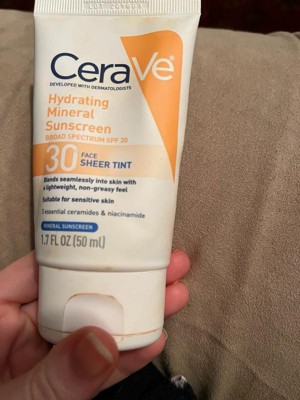 CeraVe®
DEVELOPED WITH DERMATOLOGISTS
Hydrating
Mineral
Sunscreen
BROAD SPECTRUM SPF 30
30 FACE
SHEER TINT
Blends seamlessly into skin with
a lightweight, non-greasy feel
Suitable for sensitive skin
3 essential ceramides & niacinamide
MINERAL SUNSCREEN
1.7 FL OZ (50 ml)